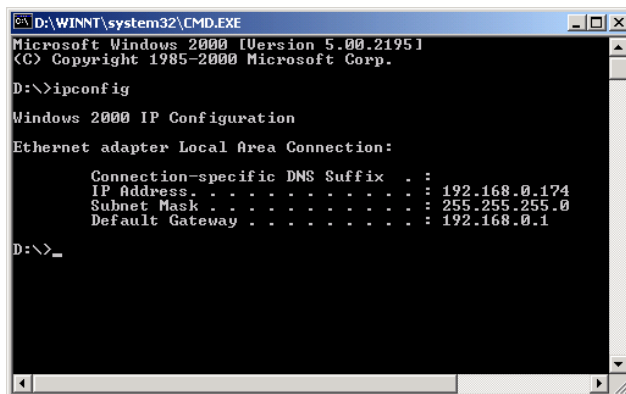 D:\WINNT\system32\CMD.EXE
Microsoft Windows 2000 [Version 5.00.2195]
(C) Copyright 1985-2000 Microsoft Corp.
D:\>ipconfig
Windows 2000 IP Configuration
Ethernet adapter Local Area Connection:
Connection-specific DNS Suffix  . :
IP Address. . . . . . . . . . . . : 192.168.0.174
Subnet Mask . . . . . . . . . . . : 255.255.255.0
Default Gateway . . . . . . . . . : 192.168.0.1
D:\>_